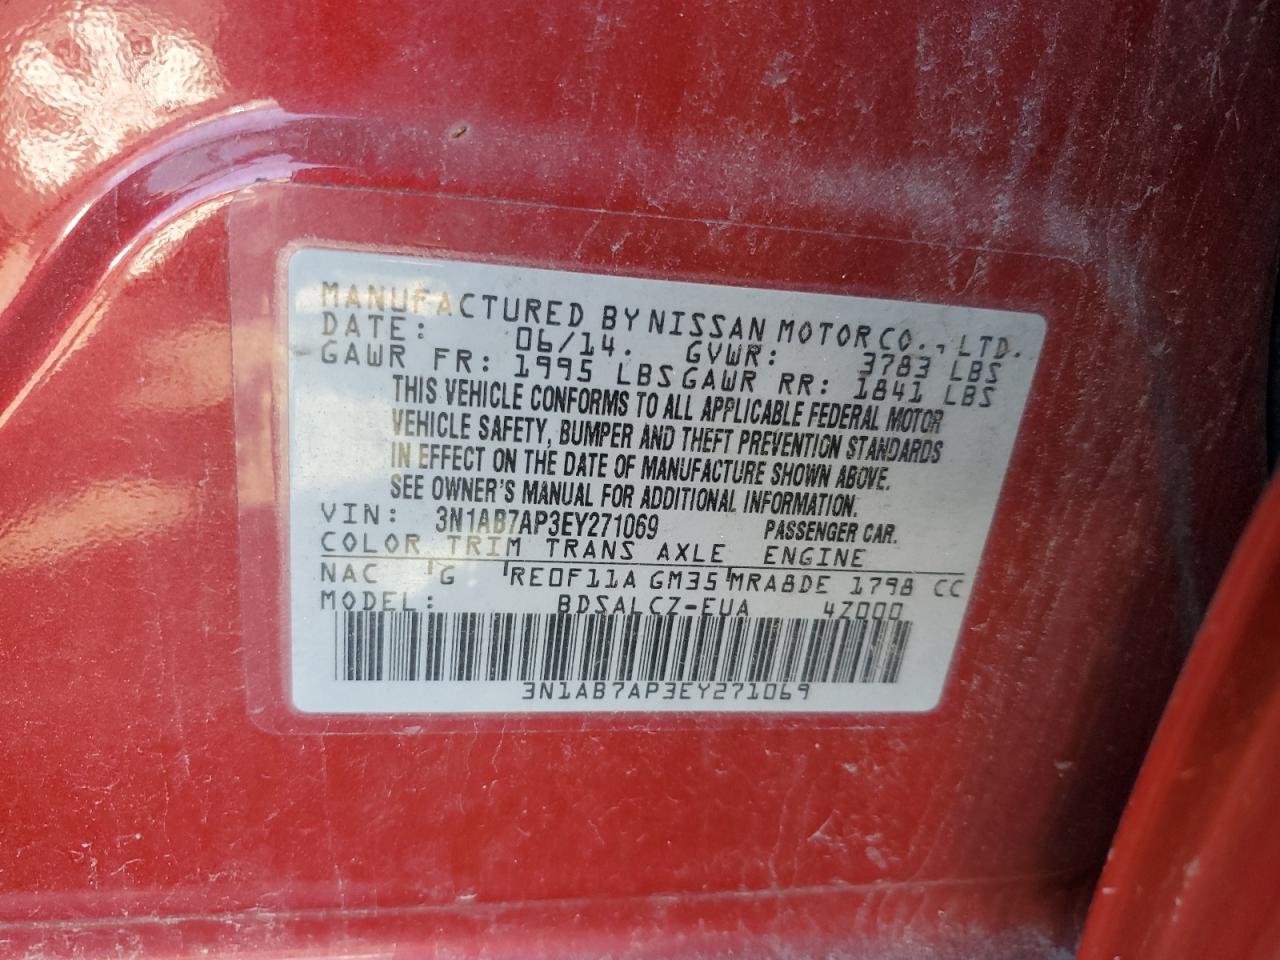 MANUFACTURED BY NISSAN MOTOR CO., LTD.
DATE: 06/14. GVWR: 3783 LBS
GAWR FR: 1995 LBS GAWR RR: 1841 LBS
THIS VEHICLE CONFORMS TO ALL APPLICABLE FEDERAL MOTOR
VEHICLE SAFETY, BUMPER AND THEFT PREVENTION STANDARDS
IN EFFECT ON THE DATE OF MANUFACTURE SHOWN ABOVE.
SEE OWNER'S MANUAL FOR ADDITIONAL INFORMATION.
VIN: 3N1AB7AP3EY271069 PASSENGER CAR.
COLOR TRIM TRANS AXLE ENGINE
NAC G RE0F11A GM35 MRA8DE 1798 CC
MODEL: BDSALCZ-EUA 4Z000
3N1AB7AP3EY271069